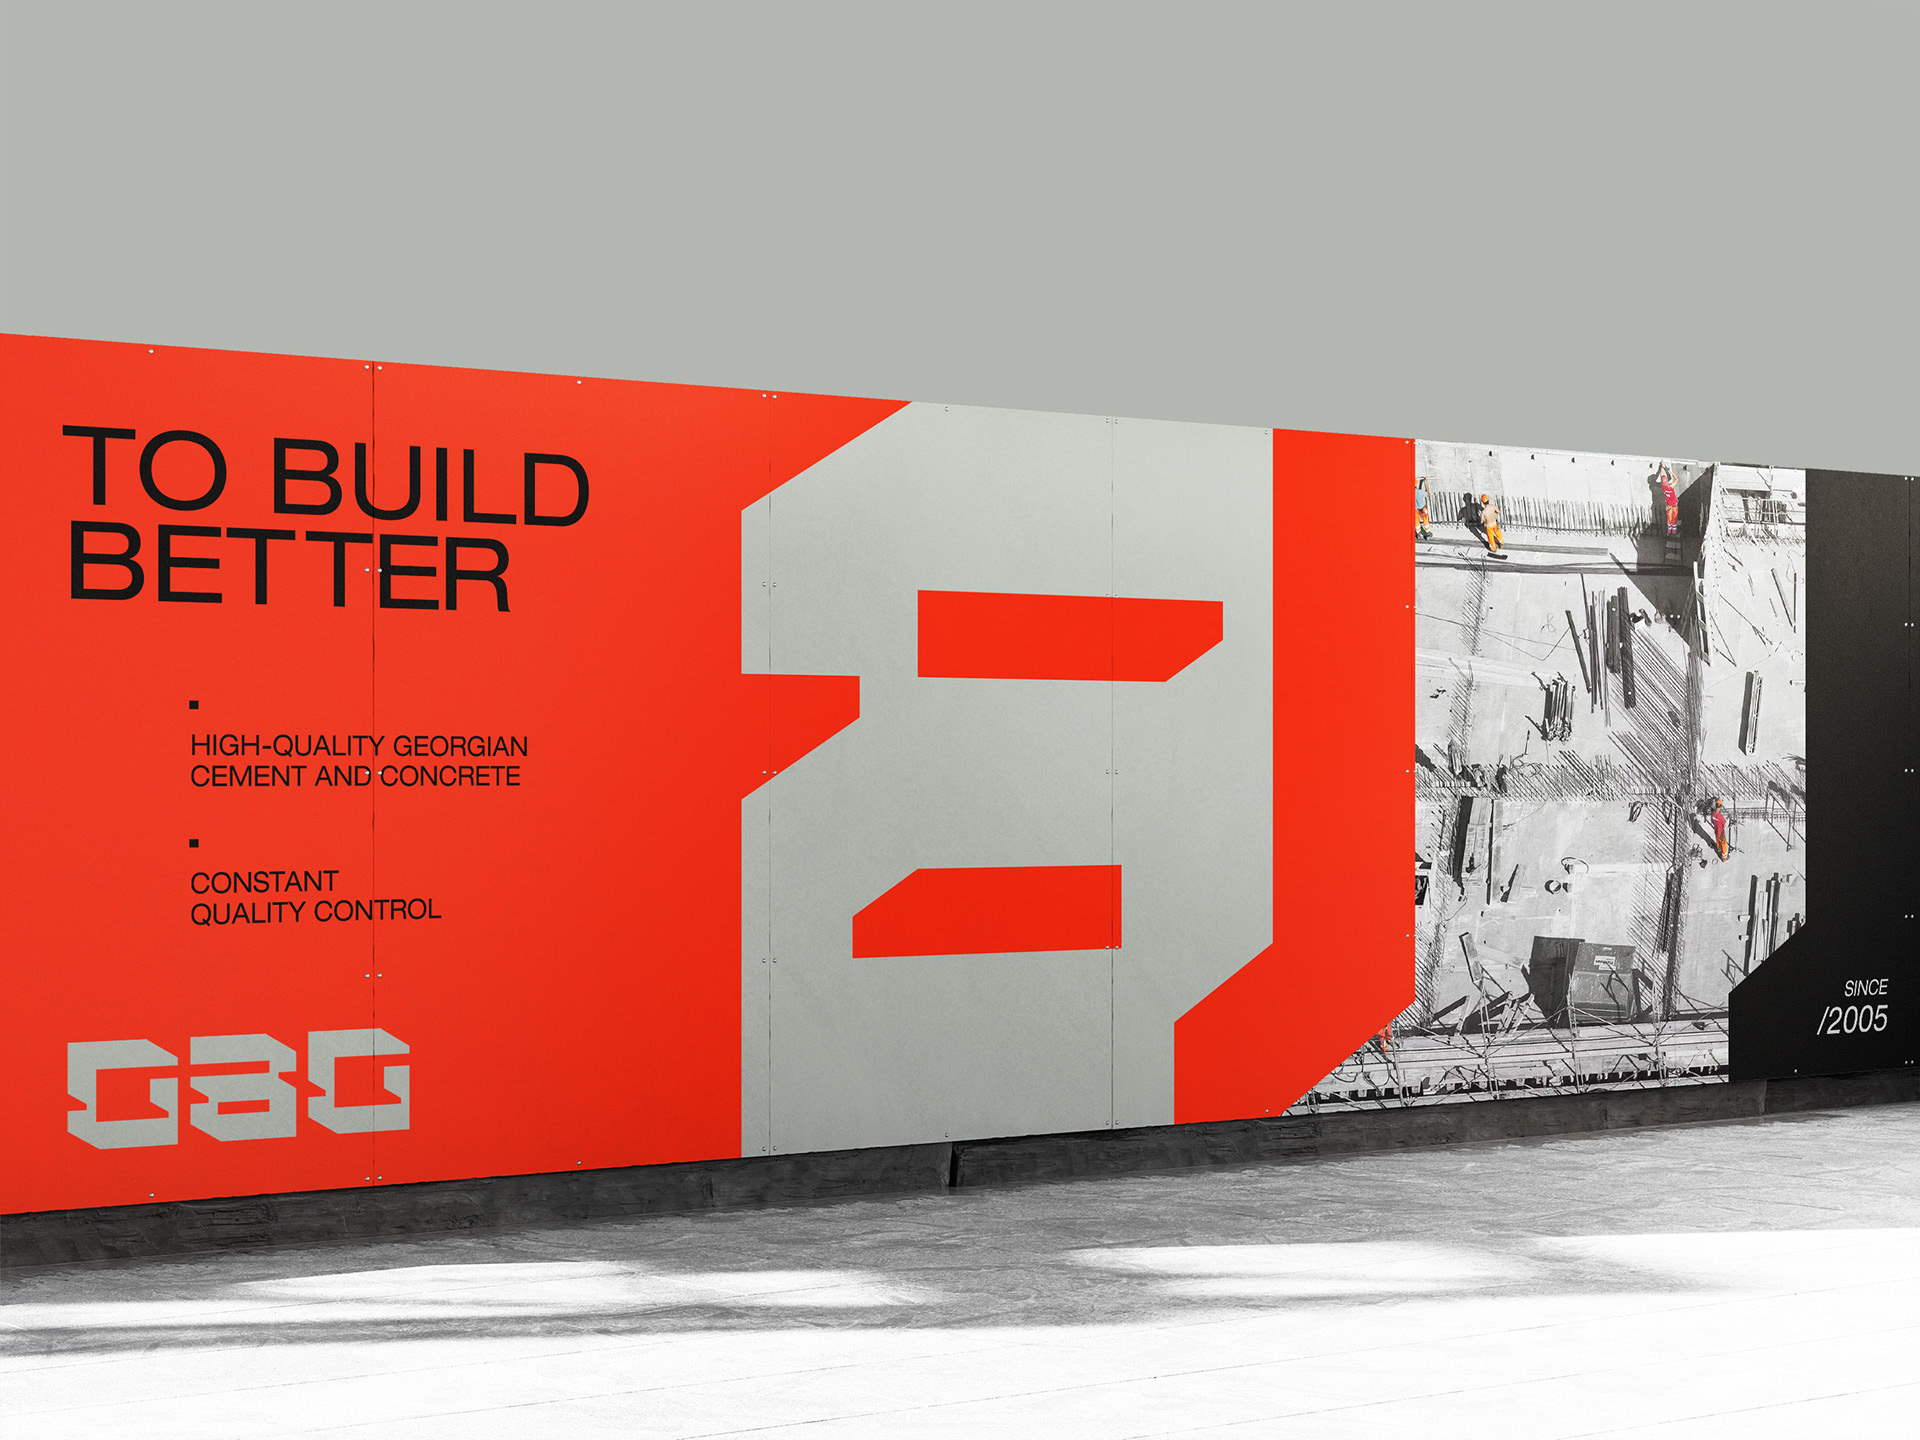 TO BUILD
BETTER
HIGH-QUALITY GEORGIAN
CEMENT AND CONCRETE
CONSTANT
QUALITY CONTROL
SINCE
/2005